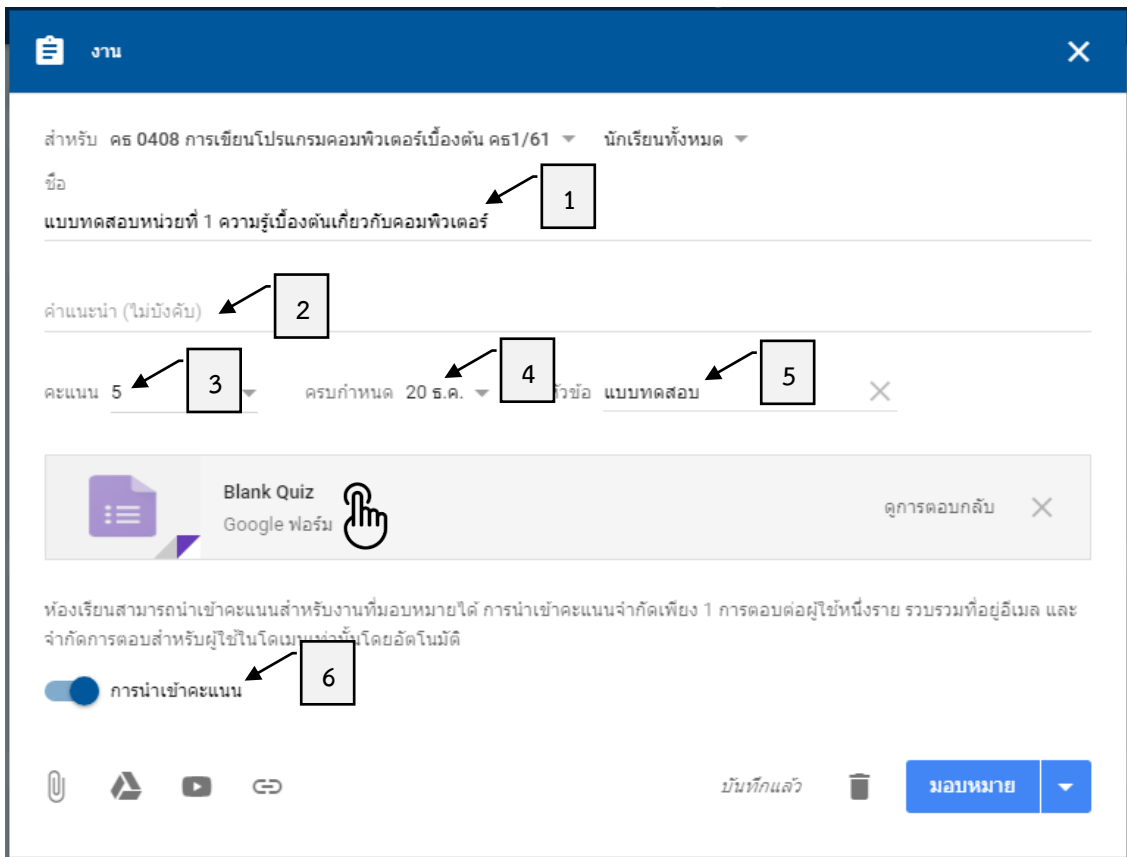 งาน
สำหรับ คธ 0408 การเขียนโปรแกรมคอมพิวเตอร์เบื้องต้น คธ1/61 นักเรียนทั้งหมด
ชื่อ
1
แบบทดสอบหน่วยที่ 1 ความรู้เบื้องต้นเกี่ยวกับคอมพิวเตอร์
คำแนะนำ (ไม่บังคับ) 2
คะแนน 5 3 ครบกำหนด 20 ธ.ค. 4 หัวข้อ แบบทดสอบ 5
Blank Quiz
Google ฟอร์ม
ดูการตอบกลับ
ห้องเรียนสามารถนำเข้าคะแนนสำหรับงานที่มอบหมายได้ การนำเข้าคะแนนจำกัดเพียง 1 การตอบต่อผู้ใช้หนึ่งราย รวบรวมที่อยู่อีเมล และ
จำกัดการตอบสำหรับผู้ใช้ในโดเมนเท่านั้นโดยอัตโนมัติ
การนำเข้าคะแนน 6
บันทึกแล้ว มอบหมาย